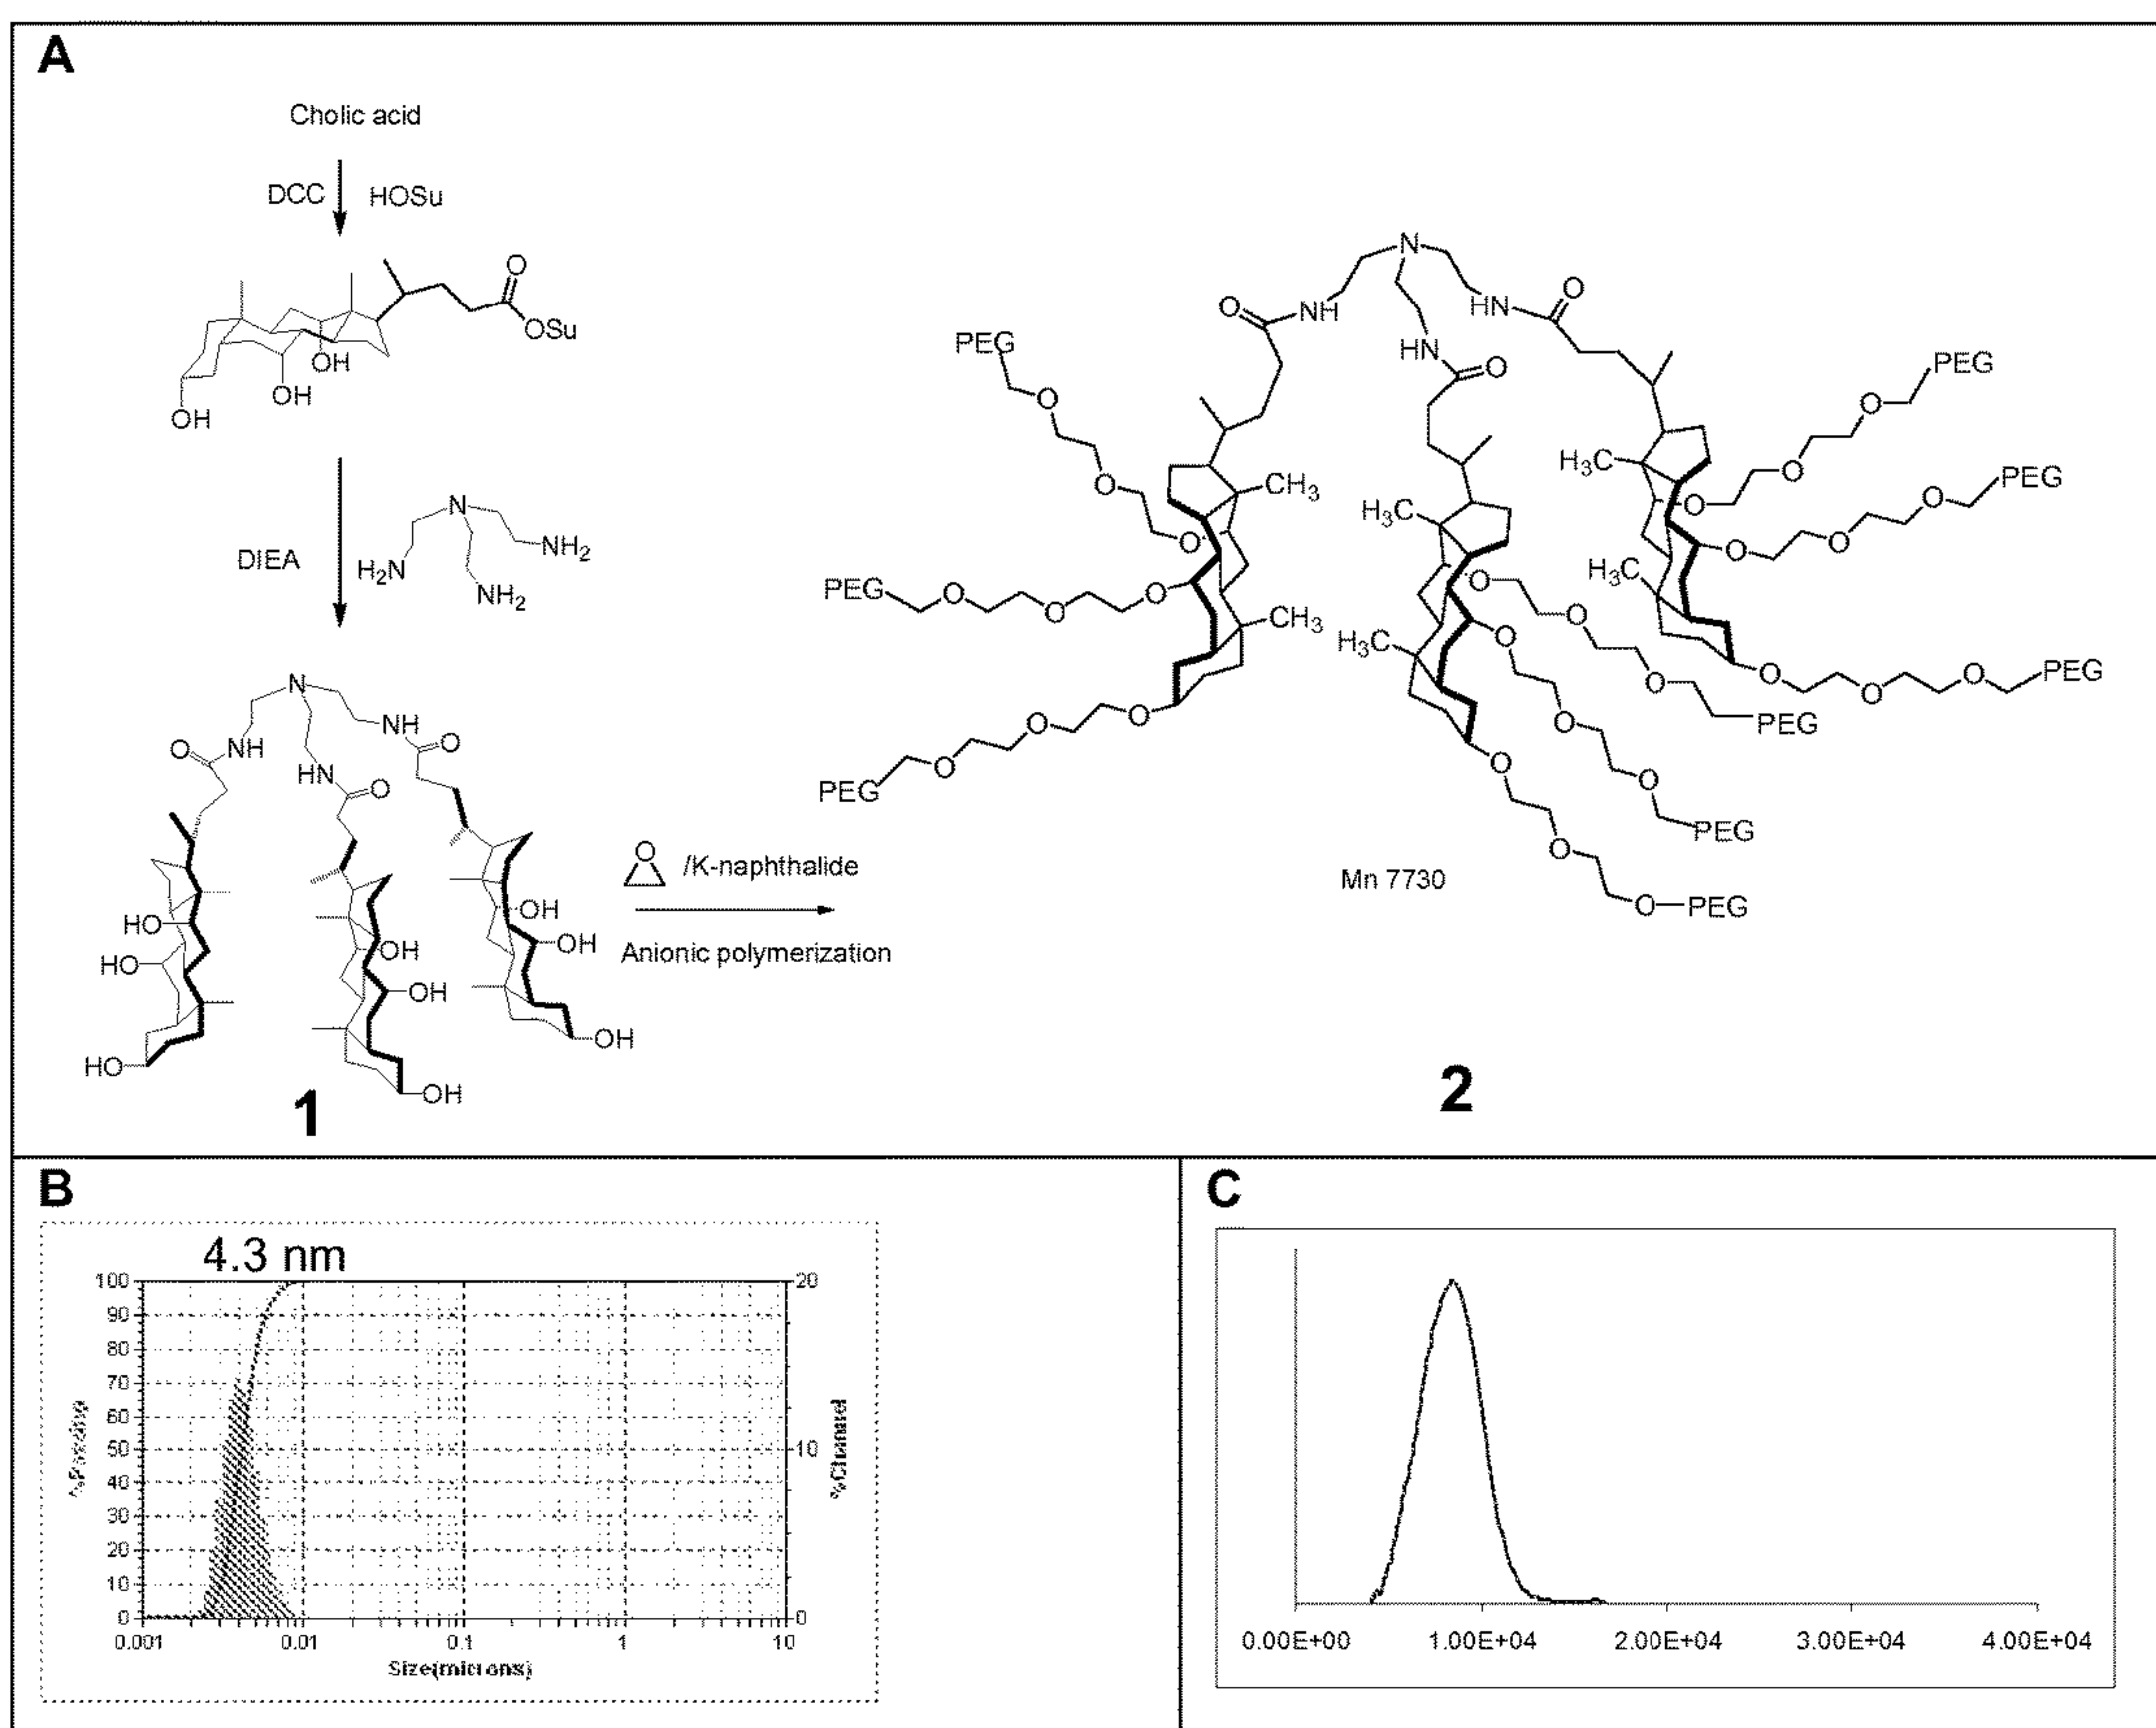 A
Cholic acid
DCC HOSu
O
OSu
OH
OH
OH
DIEA
N
NH2
H2N
NH2
N
NH
O
NH
O
HN
O
HO
HO
HO
OH
OH
OH
OH
OH
OH
1
O
/K-naphthalide
Anionic polymerization
N
O
NH
HN
O
HN
O
PEG
O
O
O
CH3
CH3
PEG
O
O
O
PEG
O
O
O
H3C
H3C
O
O
O
PEG
O
O
O
PEG
O
O
O
PEG
H3C
H3C
O
O
O
PEG
O
O
O
PEG
O
O
O
PEG
Mn 7730
2
B
4.3 nm
100
90
80
70
60
50
40
30
20
10
0
%Passing
20
10
0
%Channel
0.001 0.01 0.1 1 10
Size(microns)
C
0.00E+00 1.00E+04 2.00E+04 3.00E+04 4.00E+04